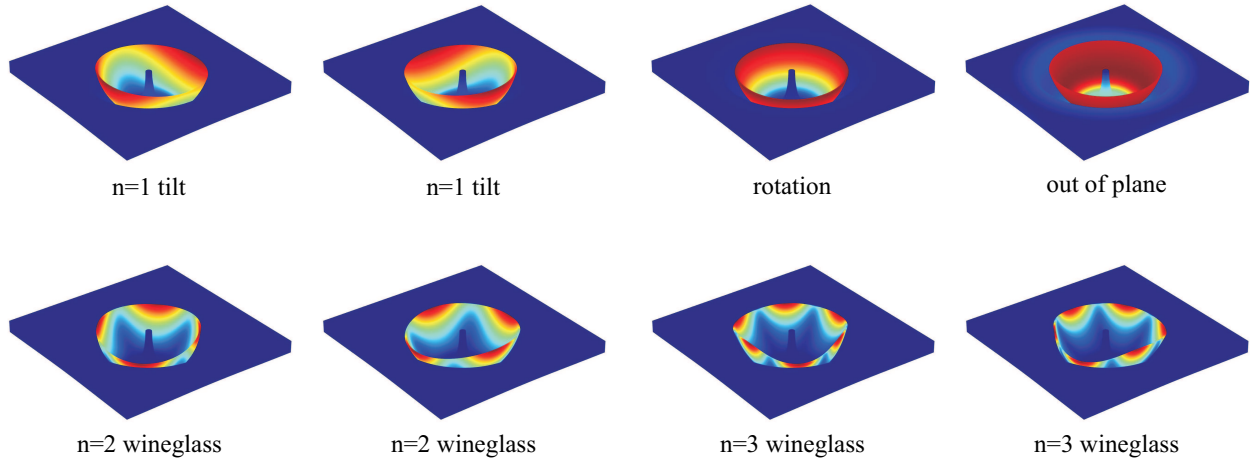 n=1 tilt
n=1 tilt
rotation
out of plane
n=2 wineglass
n=2 wineglass
n=3 wineglass
n=3 wineglass